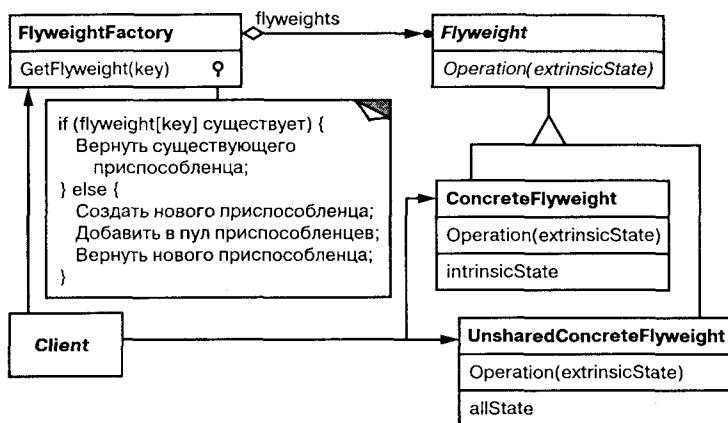 flyweights
FlyweightFactory
GetFlyweight(key)
Flyweight
Operation(extrinsicState)
if (flyweight[key] существует) {
Вернуть существующего
приспособленца;
} else {
Создать нового приспособленца;
Добавить в пул приспособленцев;
Вернуть нового приспособленца;
}
ConcreteFlyweight
Operation(extrinsicState)
intrinsicState
Client
UnsharedConcreteFlyweight
Operation(extrinsicState)
allState